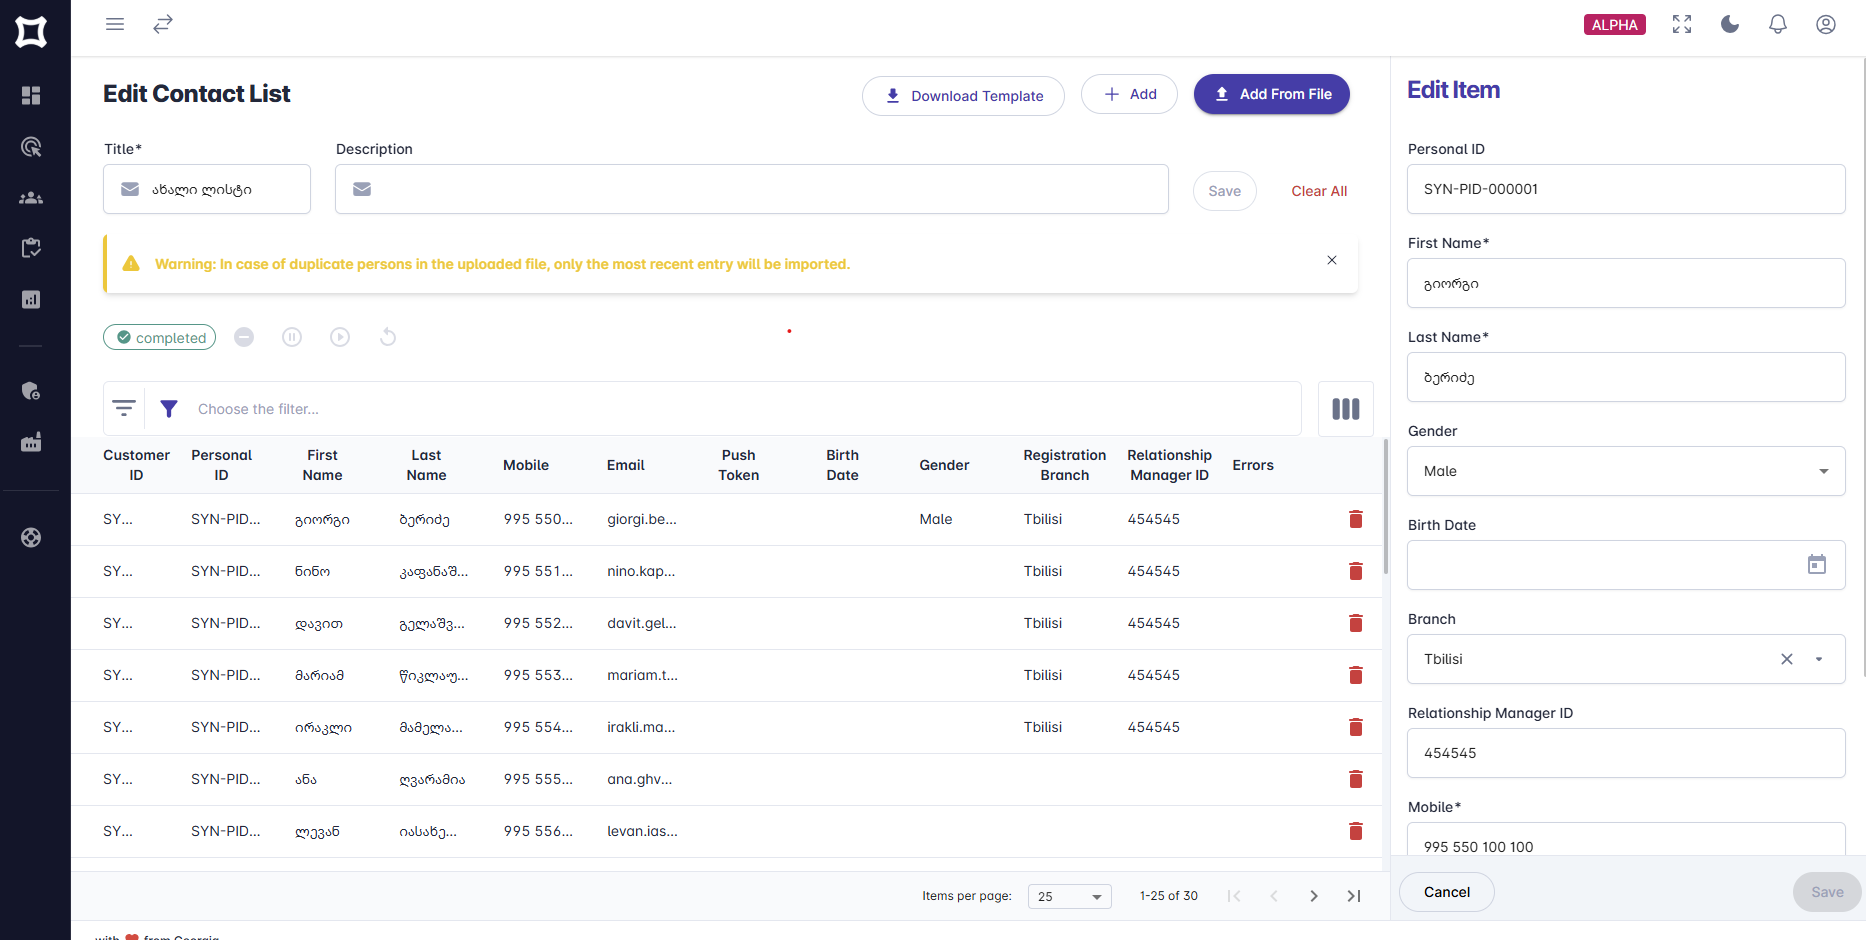 ALPHA
Edit Contact List
Download Template
Add
Add From File
Title*
Description
ახალი ლისტი
Save
Clear All
Warning: In case of duplicate persons in the uploaded file, only the most recent entry will be imported.
completed
Choose the filter...
Customer ID Personal ID First Name Last Name Mobile Email Push Token Birth Date Gender Registration Branch Relationship Manager ID Errors
SY... SYN-PID... გიორგი ბერიძე 995 550... giorgi.be... Male Tbilisi 454545
SY... SYN-PID... ნინო კაფანაშ... 995 551... nino.kap... Tbilisi 454545
SY... SYN-PID... დავით გელაშვ... 995 552... davit.gel... Tbilisi 454545
SY... SYN-PID... მარიამ წიკლაუ... 995 553... mariam.t... Tbilisi 454545
SY... SYN-PID... ირაკლი მამელა... 995 554... irakli.ma... Tbilisi 454545
SY... SYN-PID... ანა ღვარამია 995 555... ana.ghv...
SY... SYN-PID... ლევან იასახე... 995 556... levan.ias...
Items per page: 25 1-25 of 30
with from Georgia
Edit Item
Personal ID
SYN-PID-000001
First Name*
გიორგი
Last Name*
ბერიძე
Gender
Male
Birth Date
Branch
Tbilisi
Relationship Manager ID
454545
Mobile*
995 550 100 100
Cancel
Save